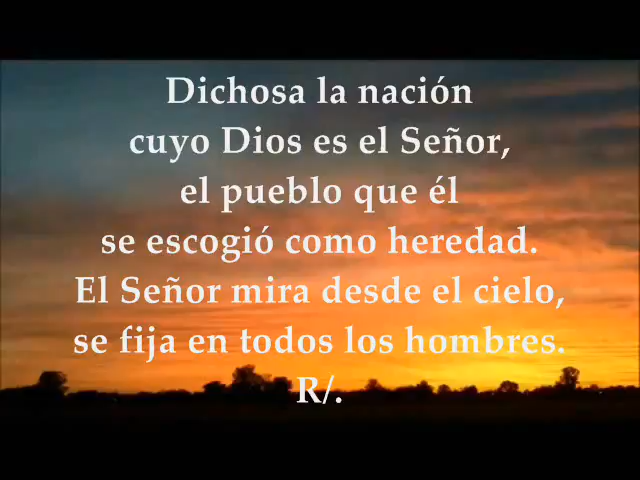 Dichosa la nación
cuyo Dios es el Señor,
el pueblo que él
se escogió como heredad.
El Señor mira desde el cielo,
se fija en todos los hombres.
R/.